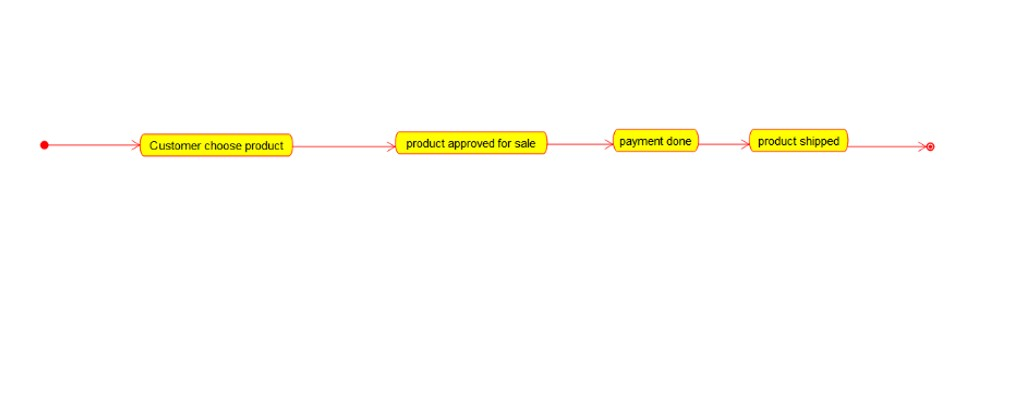 Customer choose product
product approved for sale
payment done
product shipped